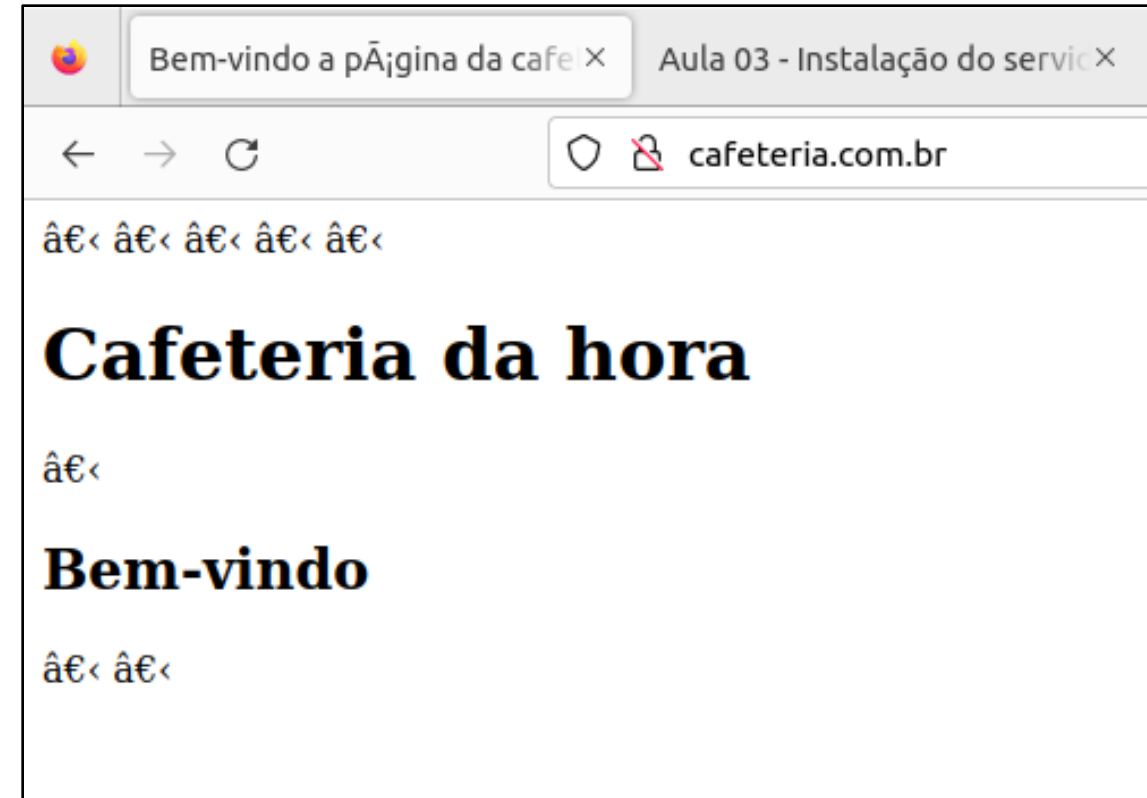 Bem-vindo a pÃ¡gina da cafe
Aula 03 - Instalação do servic
cafeteria.com.br
â€‹ â€‹ â€‹ â€‹ â€‹
Cafeteria da hora
â€‹
Bem-vindo
â€‹ â€‹